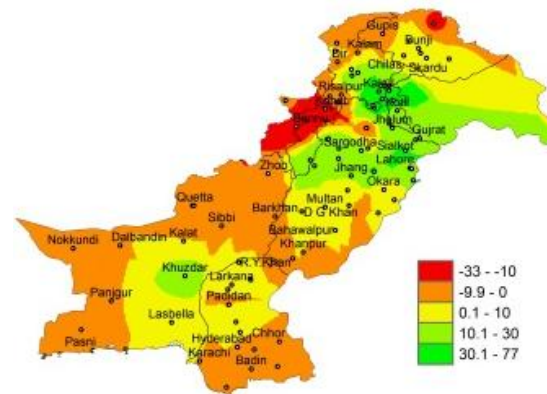 Gupis
Bunji
Kalam
Dir
Chilas
Skardu
Risalpur
Kotli
Jhelum
Bannu
Gujrat
Sargodha
Sialkot
Zhob
Jhang
Lahore
Okara
Quetta
Multan
Barkhan
D G Khan
Sibbi
Bahawalpur
Nokkundi
Dalbandin
Kalat
Khanpur
R.Y.Khan
Khuzdar
Larkana
Panjgur
Padidan
Lasbella
Hyderabad
Chhor
Pasni
Karachi
Badin
-33 - -10
-9.9 - 0
0.1 - 10
10.1 - 30
30.1 - 77